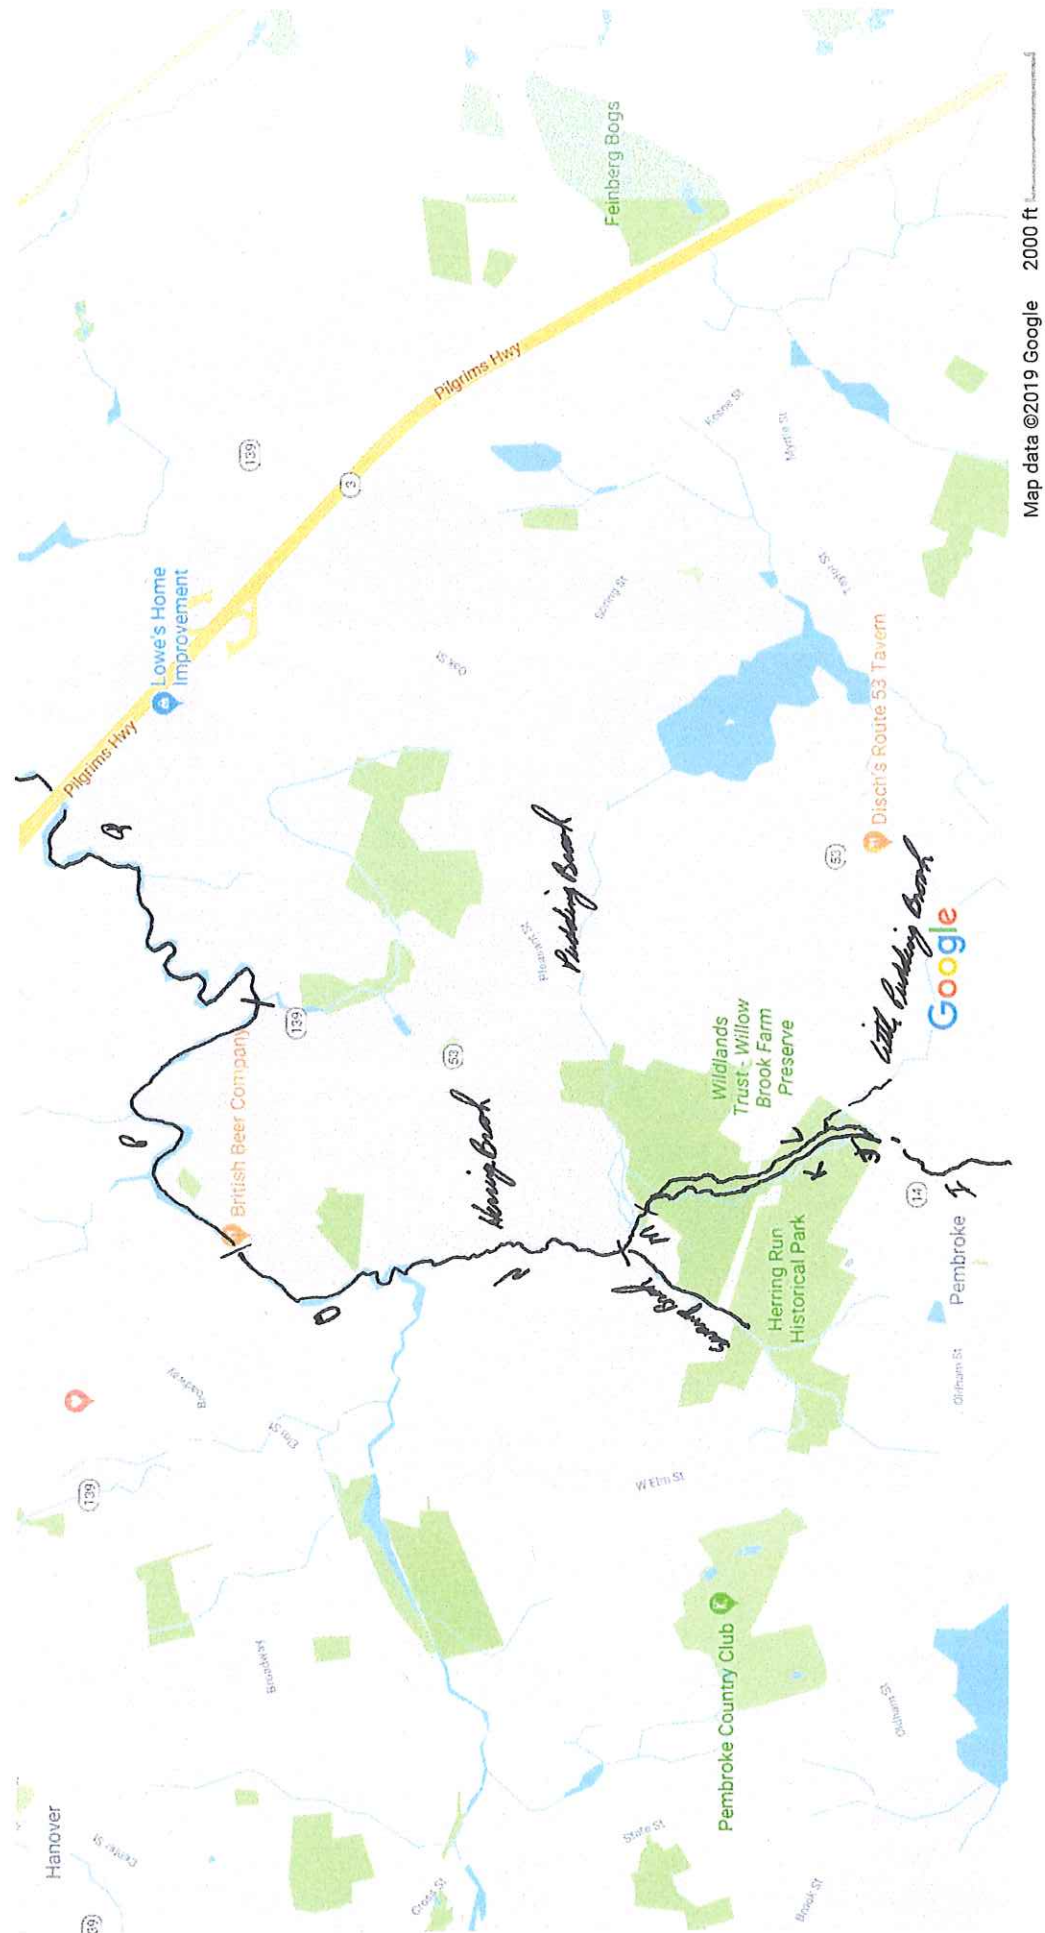 Hanover
Center St
39
Broadway
139
Broadway
Elm St
Cross St
State St
Brook St
Pembroke Country Club
W Elm St
Oldham St
Oldham St
Pembroke
14
I
Herring Run
Historical Park
Swamp Brook
M
N
O
P
Q
K
L
J
Herring Brook
British Beer Company
139
53
Wildlands
Trust - Willow
Brook Farm
Preserve
Pleasant St
Pudding Brook
Little Pudding Brook
Google
53
Disch's Route 53 Tavern
Pilgrims Hwy
Lowe's Home
Improvement
Oak St
Spring St
Taylor St
3
139
Pilgrims Hwy
Keene St
Myrtle St
Feinberg Bogs
Map data ©2019 Google 2000 ft